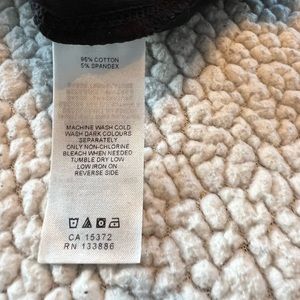 95% COTTON
5% SPANDEX
MACHINE WASH COLD
WASH DARK COLOURS
SEPARATELY
ONLY NON-CHLORINE
BLEACH WHEN NEEDED
TUMBLE DRY LOW
LOW IRON ON
REVERSE SIDE
CA 15372
RN 133886